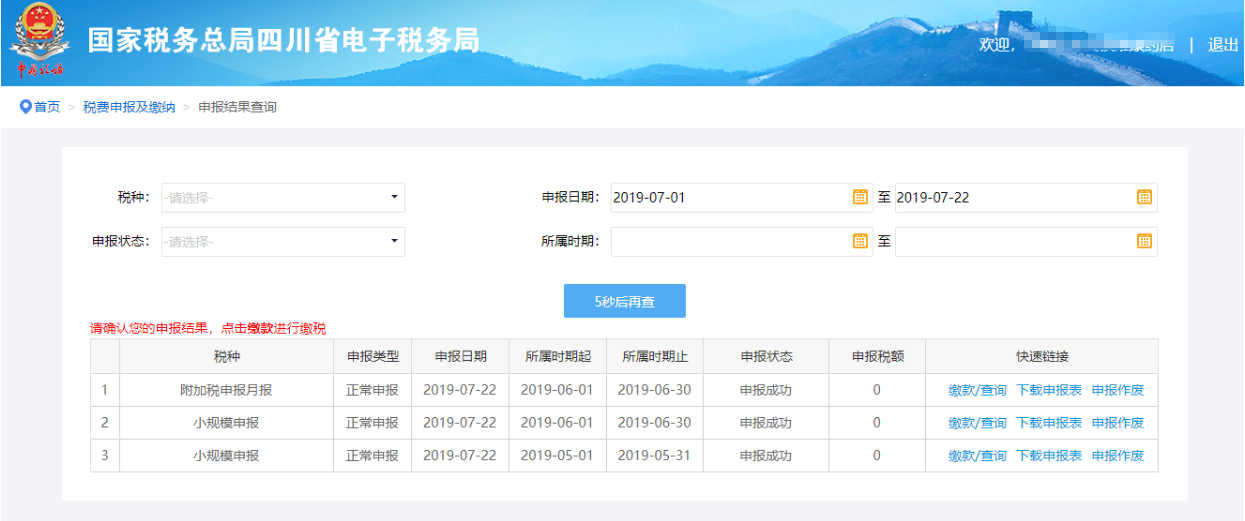 国家税务总局四川省电子税务局
中国税务
欢迎, | 退出
首页 > 税费申报及缴纳 > 申报结果查询
税种: -请选择- 申报日期: 2019-07-01 至 2019-07-22
申报状态: -请选择- 所属时期: 至
5秒后再查
请确认您的申报结果，点击缴款进行缴税
税种 申报类型 申报日期 所属时期起 所属时期止 申报状态 申报税额 快速链接
1 附加税申报月报 正常申报 2019-07-22 2019-06-01 2019-06-30 申报成功 0 缴款/查询 下载申报表 申报作废
2 小规模申报 正常申报 2019-07-22 2019-06-01 2019-06-30 申报成功 0 缴款/查询 下载申报表 申报作废
3 小规模申报 正常申报 2019-07-22 2019-05-01 2019-05-31 申报成功 0 缴款/查询 下载申报表 申报作废